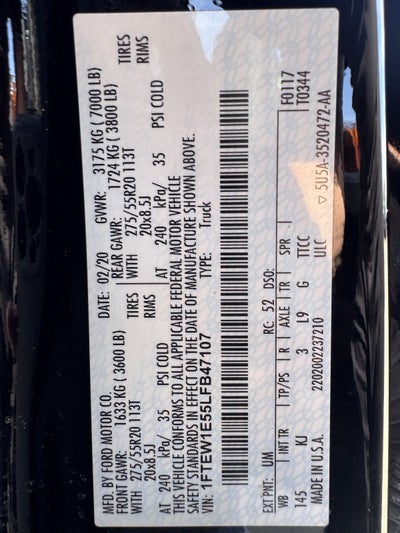 MFD. BY FORD MOTOR CO.
DATE: 02/20 GVWR: 3175 KG ( 7000 LB)
FRONT GAWR: 1633 KG ( 3600 LB) REAR GAWR: 1724 KG ( 3800 LB)
WITH 275/55R20 113T TIRES WITH 275/55R20 113T TIRES
20x8.5J RIMS 20x8.5J RIMS
AT 240 kPa/ 35 PSI COLD AT 240 kPa/ 35 PSI COLD
THIS VEHICLE CONFORMS TO ALL APPLICABLE FEDERAL MOTOR VEHICLE
SAFETY STANDARDS IN EFFECT ON THE DATE OF MANUFACTURE SHOWN ABOVE.
VIN: 1FTEW1E55LFB47107 TYPE: Truck
F0117
T0344
EXT PNT: UM RC: 52 DSO:
WB INT TR TP/PS R AXLE TR SPR
145 KJ 3 L9 G TTCC
MADE IN U.S.A. 2202002237210 ULC
▽ 5U5A-3520472-AA